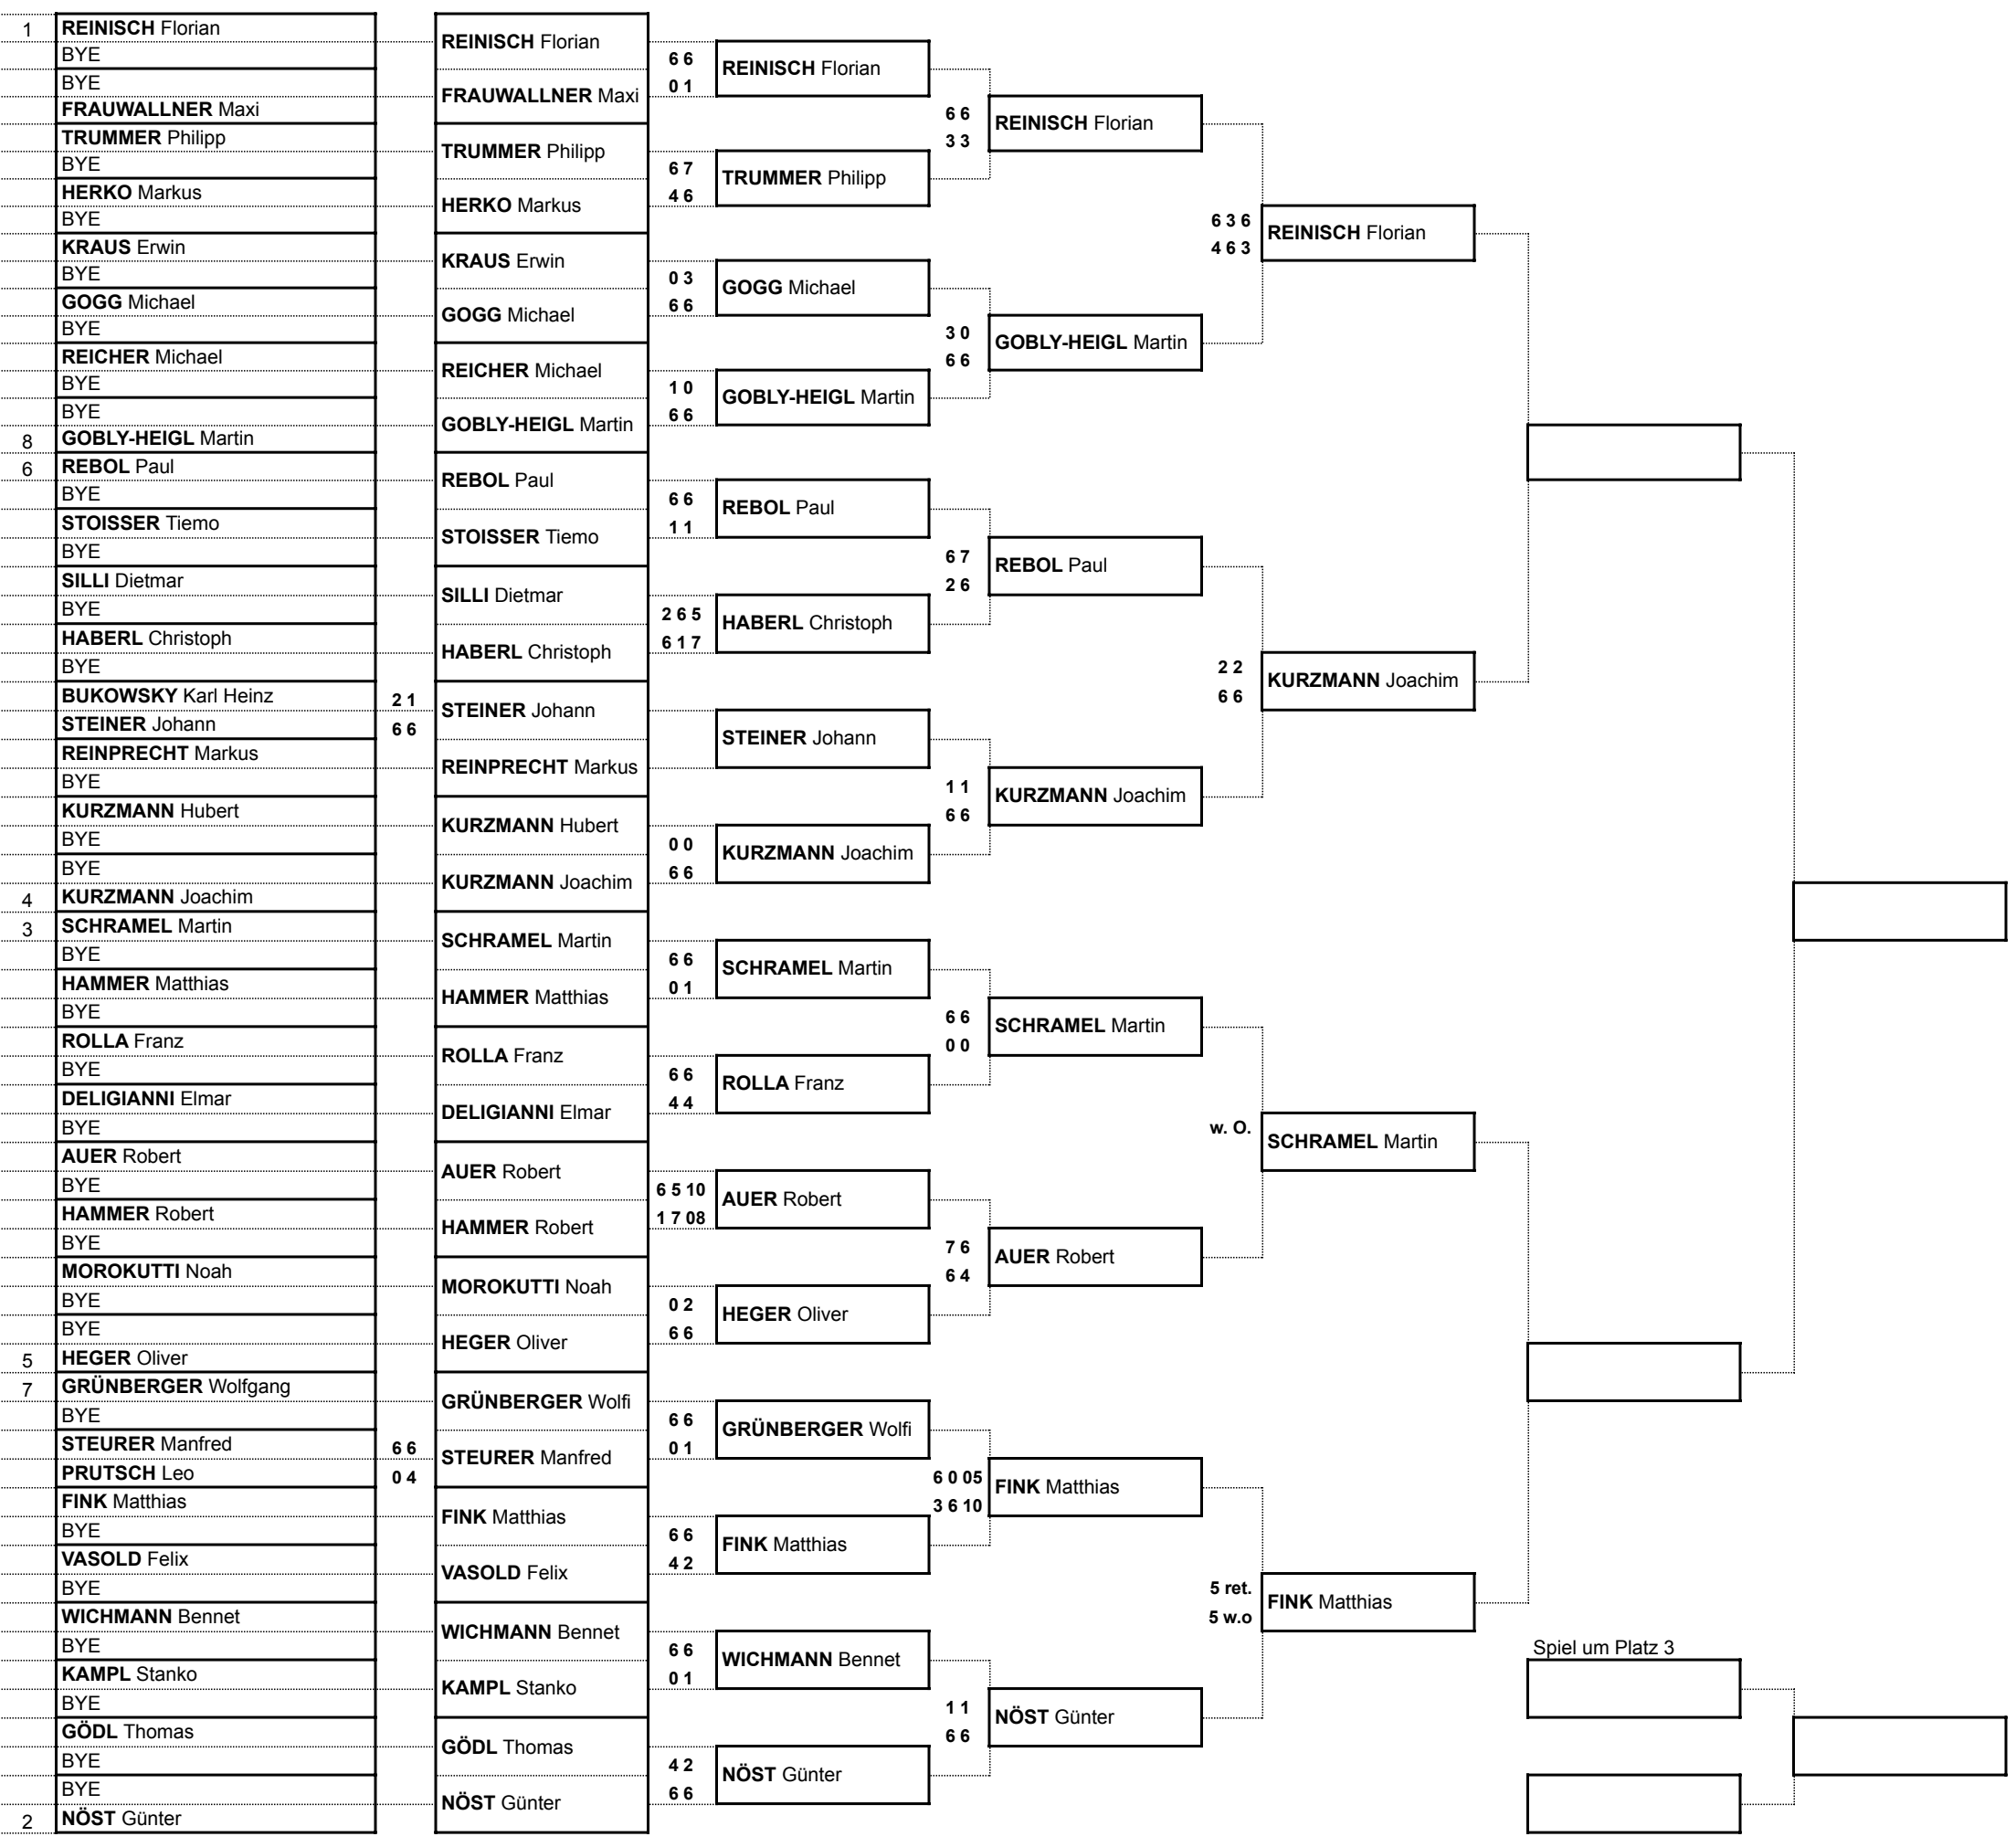 1
REINISCH Florian
BYE
BYE
FRAUWALLNER Maxi
TRUMMER Philipp
BYE
HERKO Markus
BYE
KRAUS Erwin
BYE
GOGG Michael
BYE
REICHER Michael
BYE
BYE
8
GOBLY-HEIGL Martin
6
REBOL Paul
BYE
STOISSER Tiemo
BYE
SILLI Dietmar
BYE
HABERL Christoph
BYE
BUKOWSKY Karl Heinz
STEINER Johann
REINPRECHT Markus
BYE
KURZMANN Hubert
BYE
BYE
4
KURZMANN Joachim
3
SCHRAMEL Martin
BYE
HAMMER Matthias
BYE
ROLLA Franz
BYE
DELIGIANNI Elmar
BYE
AUER Robert
BYE
HAMMER Robert
BYE
MOROKUTTI Noah
BYE
BYE
5
HEGER Oliver
7
GRÜNBERGER Wolfgang
BYE
STEURER Manfred
PRUTSCH Leo
FINK Matthias
BYE
VASOLD Felix
BYE
WICHMANN Bennet
BYE
KAMPL Stanko
BYE
GÖDL Thomas
BYE
BYE
2
NÖST Günter
2 1
6 6
6 6
0 4
REINISCH Florian
FRAUWALLNER Maxi
TRUMMER Philipp
HERKO Markus
KRAUS Erwin
GOGG Michael
REICHER Michael
GOBLY-HEIGL Martin
REBOL Paul
STOISSER Tiemo
SILLI Dietmar
HABERL Christoph
STEINER Johann
REINPRECHT Markus
KURZMANN Hubert
KURZMANN Joachim
SCHRAMEL Martin
HAMMER Matthias
ROLLA Franz
DELIGIANNI Elmar
AUER Robert
HAMMER Robert
MOROKUTTI Noah
HEGER Oliver
GRÜNBERGER Wolfi
STEURER Manfred
FINK Matthias
VASOLD Felix
WICHMANN Bennet
KAMPL Stanko
GÖDL Thomas
NÖST Günter
6 6
0 1
REINISCH Florian
6 7
4 6
TRUMMER Philipp
0 3
6 6
GOGG Michael
1 0
6 6
GOBLY-HEIGL Martin
6 6
1 1
REBOL Paul
2 6 5
6 1 7
HABERL Christoph
STEINER Johann
0 0
6 6
KURZMANN Joachim
6 6
0 1
SCHRAMEL Martin
6 6
4 4
ROLLA Franz
6 5 10
1 7 08
AUER Robert
0 2
6 6
HEGER Oliver
6 6
0 1
GRÜNBERGER Wolfi
6 6
4 2
FINK Matthias
6 6
0 1
WICHMANN Bennet
4 2
6 6
NÖST Günter
6 6
3 3
REINISCH Florian
3 0
6 6
GOBLY-HEIGL Martin
6 7
2 6
REBOL Paul
1 1
6 6
KURZMANN Joachim
6 6
0 0
SCHRAMEL Martin
7 6
6 4
AUER Robert
6 0 05
3 6 10
FINK Matthias
1 1
6 6
NÖST Günter
6 3 6
4 6 3
REINISCH Florian
2 2
6 6
KURZMANN Joachim
w. O.
SCHRAMEL Martin
5 ret.
5 w.o
FINK Matthias
Spiel um Platz 3